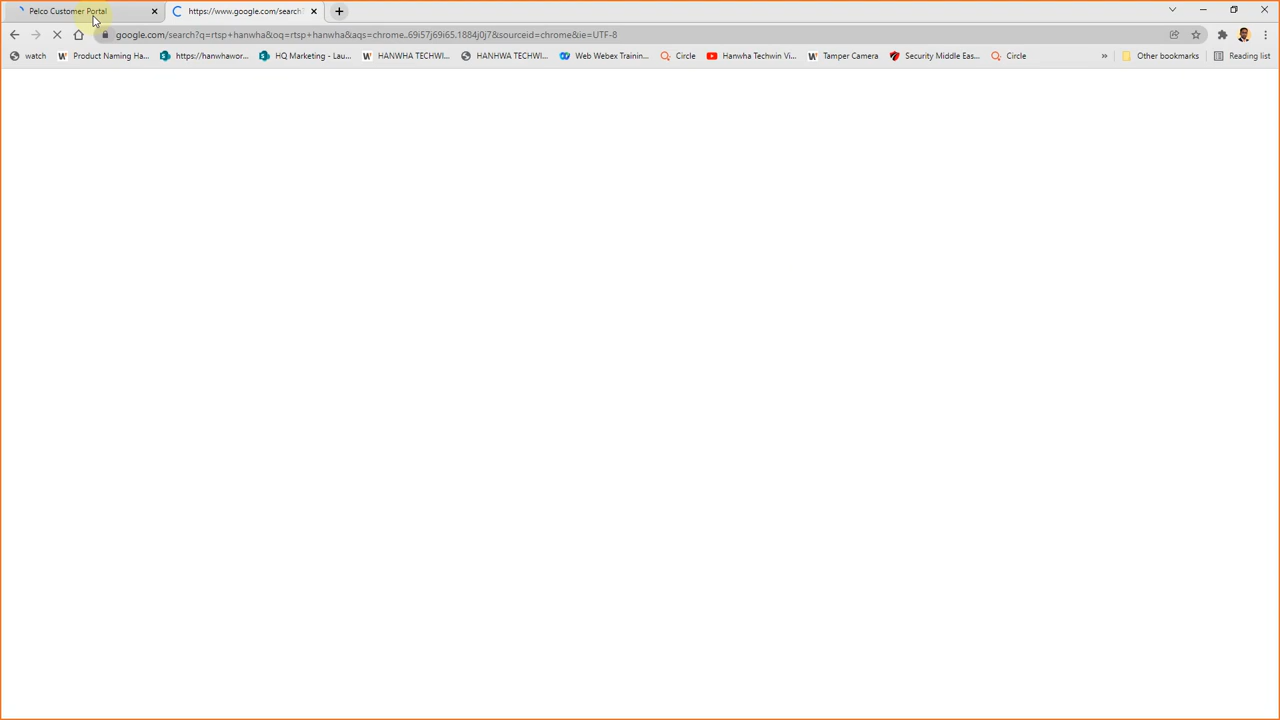 Pelco Customer Portal https://www.google.com/search?
google.com/search?q=rtsp+hanwha&oq=rtsp+hanwha&aqs=chrome..69i57j69i65.1884j0j7&sourceid=chrome&ie=UTF-8
watch Product Naming Ha... https://hanwhawor... HQ Marketing - Lau... HANWHA TECHWI... HANHWA TECHWI... Web Webex Trainin... Circle Hanwha Techwin Vi... Tamper Camera Security Middle Eas... Circle » Other bookmarks Reading list